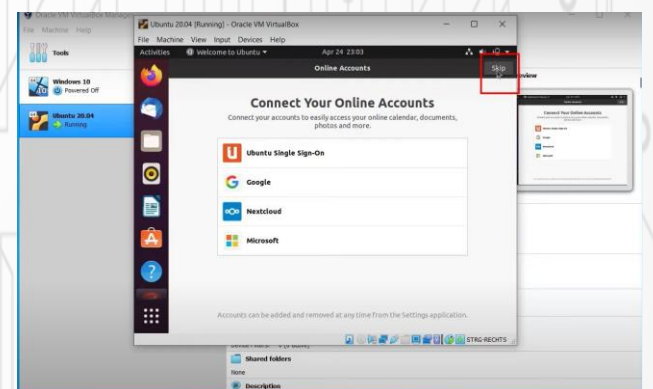 Oracle VM VirtualBox Manager
File Machine Help
Tools
Windows 10
Powered Off
Ubuntu 20.04
Running
Ubuntu 20.04 [Running] - Oracle VM VirtualBox
File Machine View Input Devices Help
Activities Welcome to Ubuntu Apr 24 23:03
Online Accounts
Skip
Connect Your Online Accounts
Connect your accounts to easily access your online calendar, documents,
photos and more.
Ubuntu Single Sign-On
Google
Nextcloud
Microsoft
Accounts can be added and removed at any time from the Settings application.
STRG-RECHTS
Shared folders
None
Description